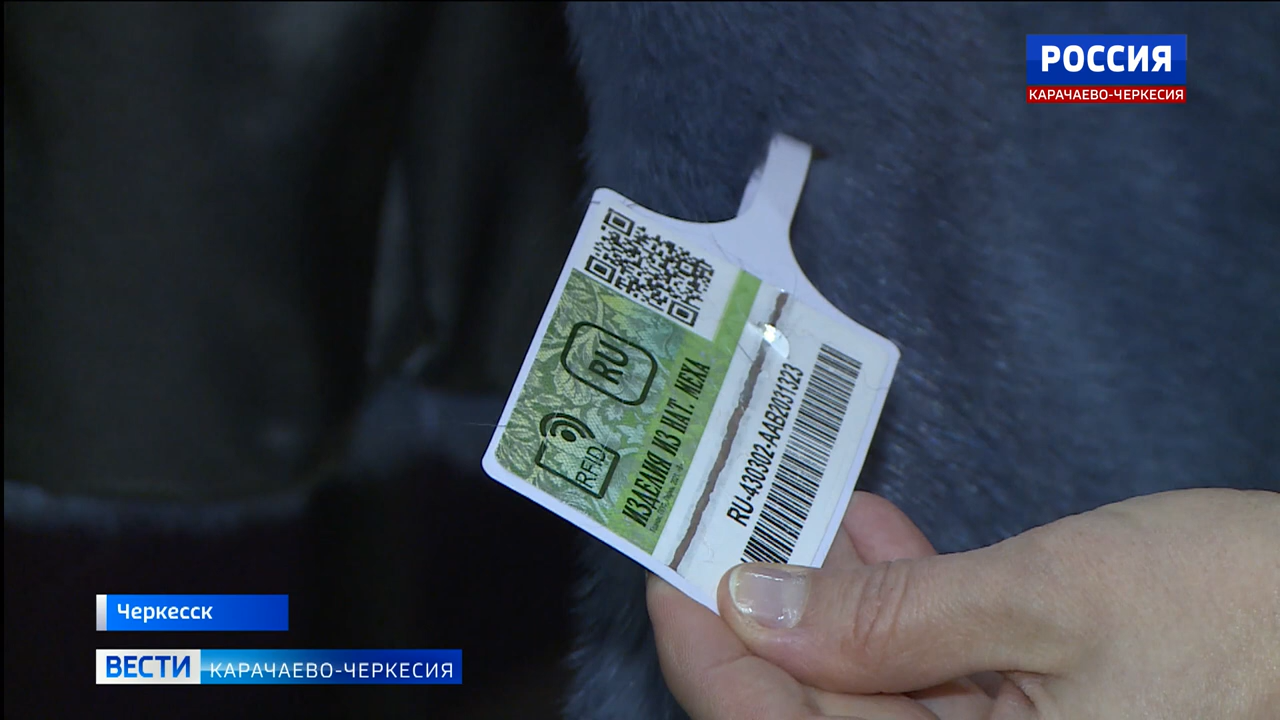 РОССИЯ
КАРАЧАЕВО-ЧЕРКЕСИЯ
RU
RFID
ИЗДЕЛИЯ ИЗ НАТ. МЕХА
RU-430302-AAB2031323
Черкесск
ВЕСТИ КАРАЧАЕВО-ЧЕРКЕСИЯ